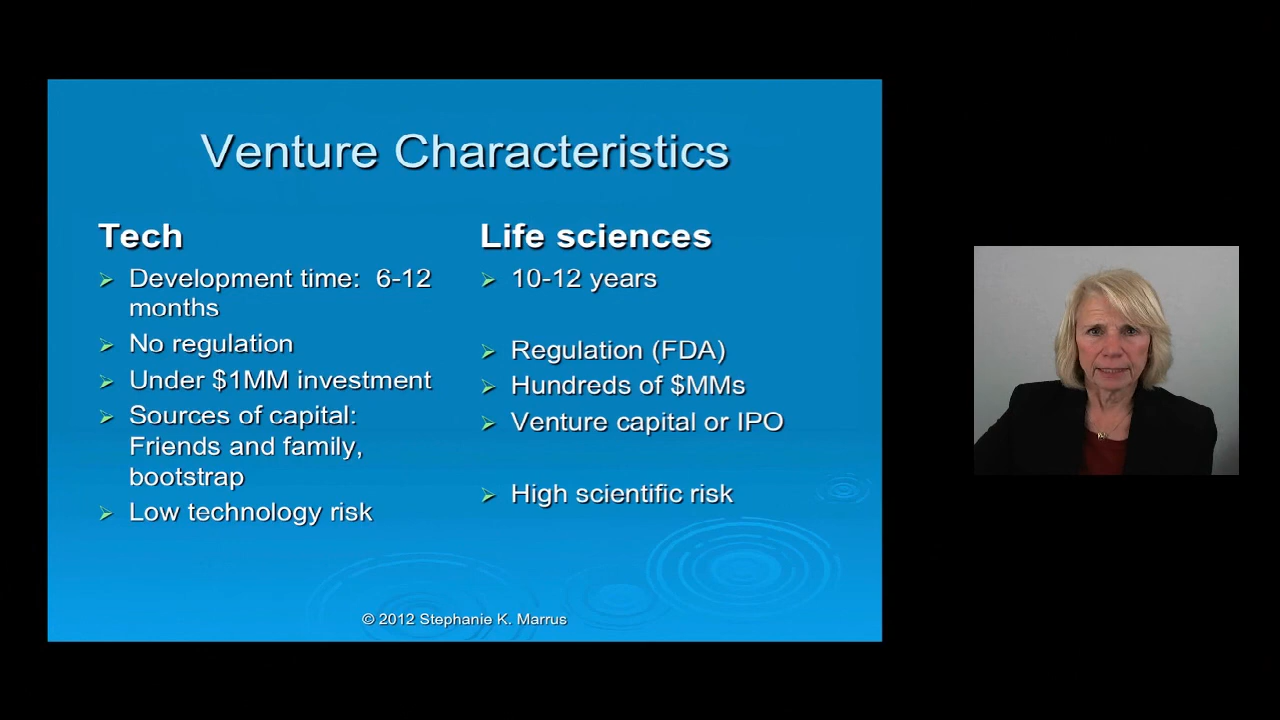 Venture Characteristics
Tech
Development time: 6-12
months
No regulation
Under $1MM investment
Sources of capital:
Friends and family,
bootstrap
Low technology risk
Life sciences
10-12 years
Regulation (FDA)
Hundreds of $MMs
Venture capital or IPO
High scientific risk
© 2012 Stephanie K. Marrus